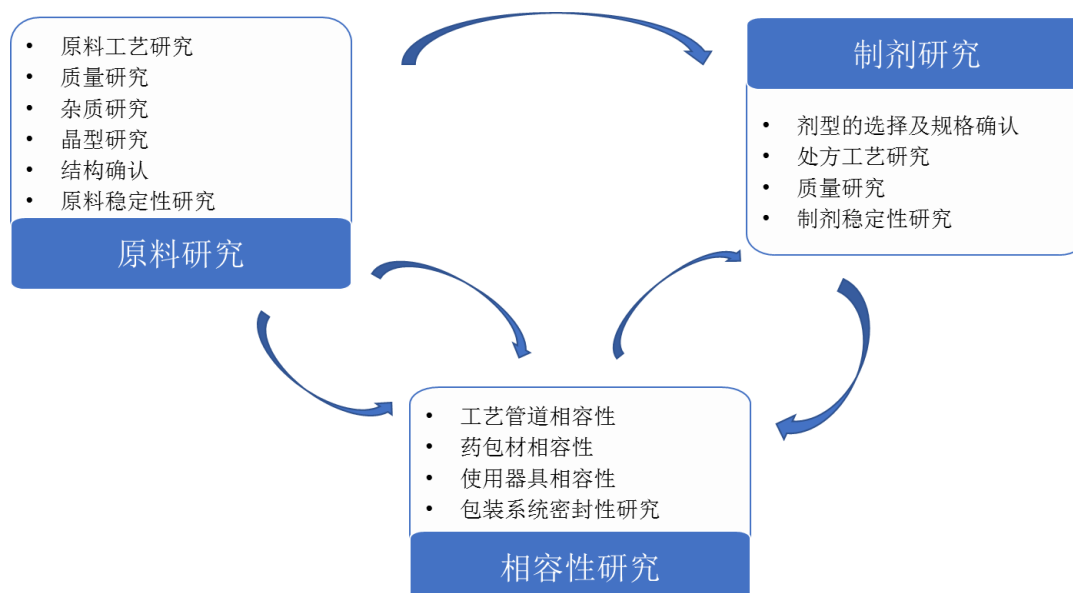 • 原料工艺研究
• 质量研究
• 杂质研究
• 晶型研究
• 结构确认
• 原料稳定性研究
原料研究
制剂研究
• 剂型的选择及规格确认
• 处方工艺研究
• 质量研究
• 制剂稳定性研究
• 工艺管道相容性
• 药包材相容性
• 使用器具相容性
• 包装系统密封性研究
相容性研究